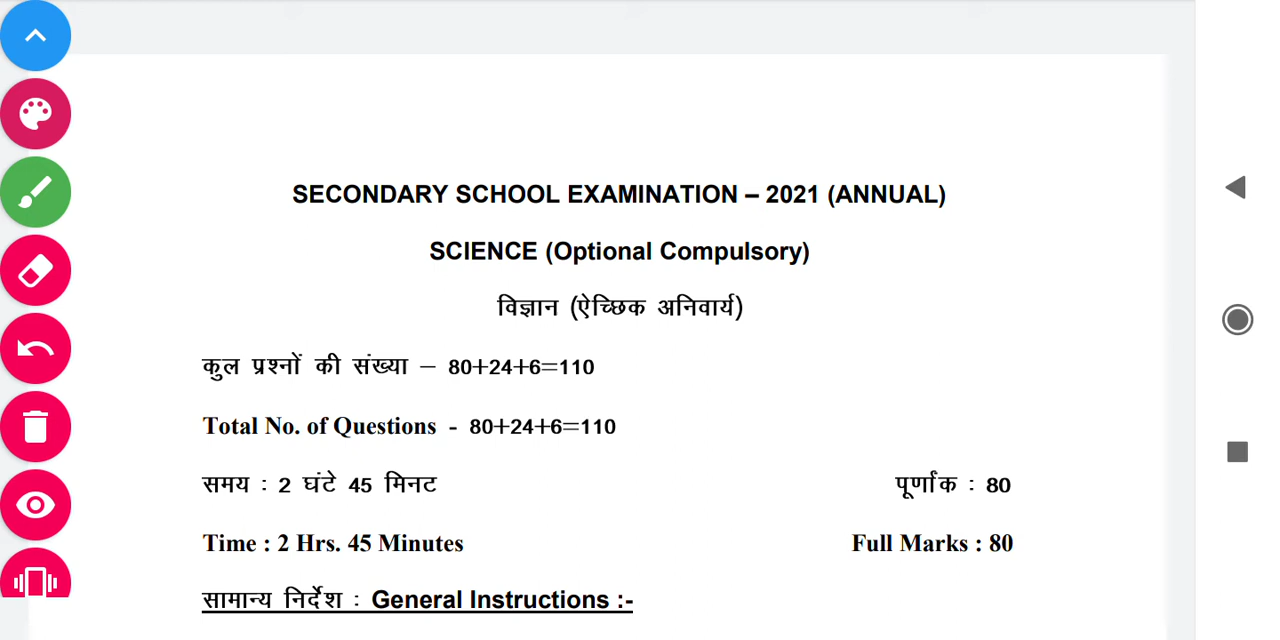 SECONDARY SCHOOL EXAMINATION – 2021 (ANNUAL)
SCIENCE (Optional Compulsory)
विज्ञान (ऐच्छिक अनिवार्य)
कुल प्रश्नों की संख्या – 80+24+6=110
Total No. of Questions - 80+24+6=110
समय : 2 घंटे 45 मिनट पूर्णांक : 80
Time : 2 Hrs. 45 Minutes Full Marks : 80
सामान्य निर्देश : General Instructions :-